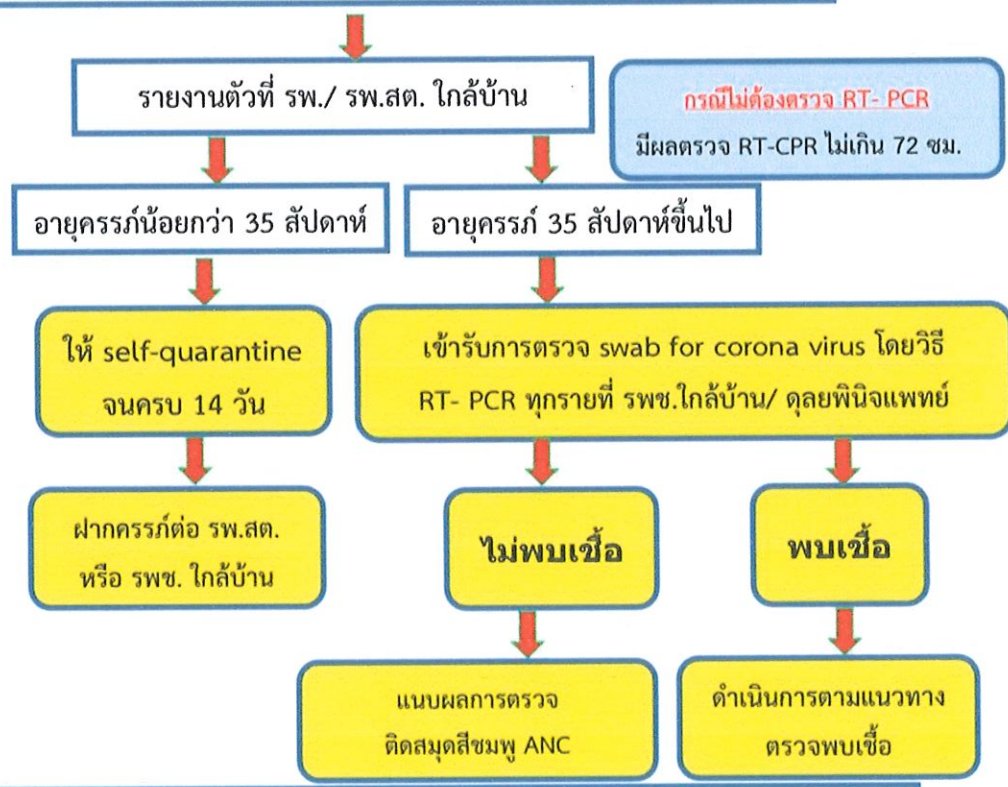 รายงานตัวที่ รพ./ รพ.สต. ใกล้บ้าน
กรณีไม่ต้องตรวจ RT- PCR
มีผลตรวจ RT-CPR ไม่เกิน 72 ชม.
อายุครรภ์น้อยกว่า 35 สัปดาห์
อายุครรภ์ 35 สัปดาห์ขึ้นไป
ให้ self-quarantine
จนครบ 14 วัน
เข้ารับการตรวจ swab for corona virus โดยวิธี
RT- PCR ทุกรายที่ รพช.ใกล้บ้าน/ ดุลยพินิจแพทย์
ฝากครรภ์ต่อ รพ.สต.
หรือ รพช. ใกล้บ้าน
ไม่พบเชื้อ
พบเชื้อ
แนบผลการตรวจ
ติดสมุดสีชมพู ANC
ดำเนินการตามแนวทาง
ตรวจพบเชื้อ